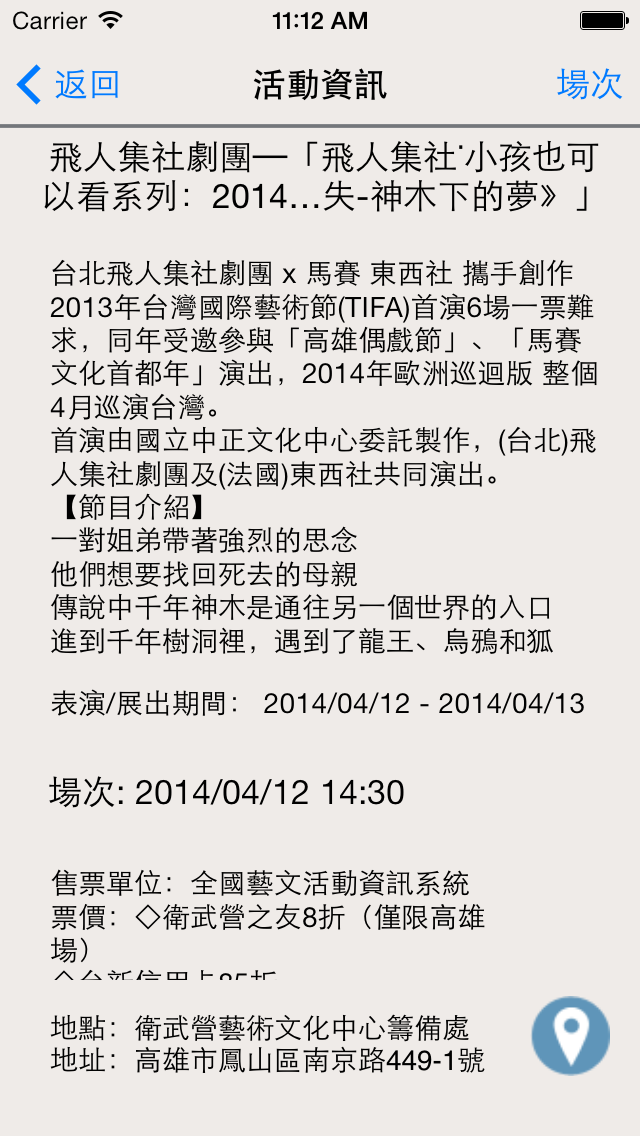 Carrier 11:12 AM
返回 活動資訊 場次
飛人集社劇團—「飛人集社˙小孩也可
以看系列：2014…失-神木下的夢》」
台北飛人集社劇團 x 馬賽 東西社 攜手創作
2013年台灣國際藝術節(TIFA)首演6場一票難
求，同年受邀參與「高雄偶戲節」、「馬賽
文化首都年」演出，2014年歐洲巡迴版 整個
4月巡演台灣。
首演由國立中正文化中心委託製作，(台北)飛
人集社劇團及(法國)東西社共同演出。
【節目介紹】
一對姐弟帶著強烈的思念
他們想要找回死去的母親
傳說中千年神木是通往另一個世界的入口
進到千年樹洞裡，遇到了龍王、烏鴉和狐
表演/展出期間： 2014/04/12 - 2014/04/13
場次: 2014/04/12 14:30
售票單位：全國藝文活動資訊系統
票價：◇衛武營之友8折（僅限高雄
場）
◇台新信用卡85折
地點：衛武營藝術文化中心籌備處
地址：高雄市鳳山區南京路449-1號